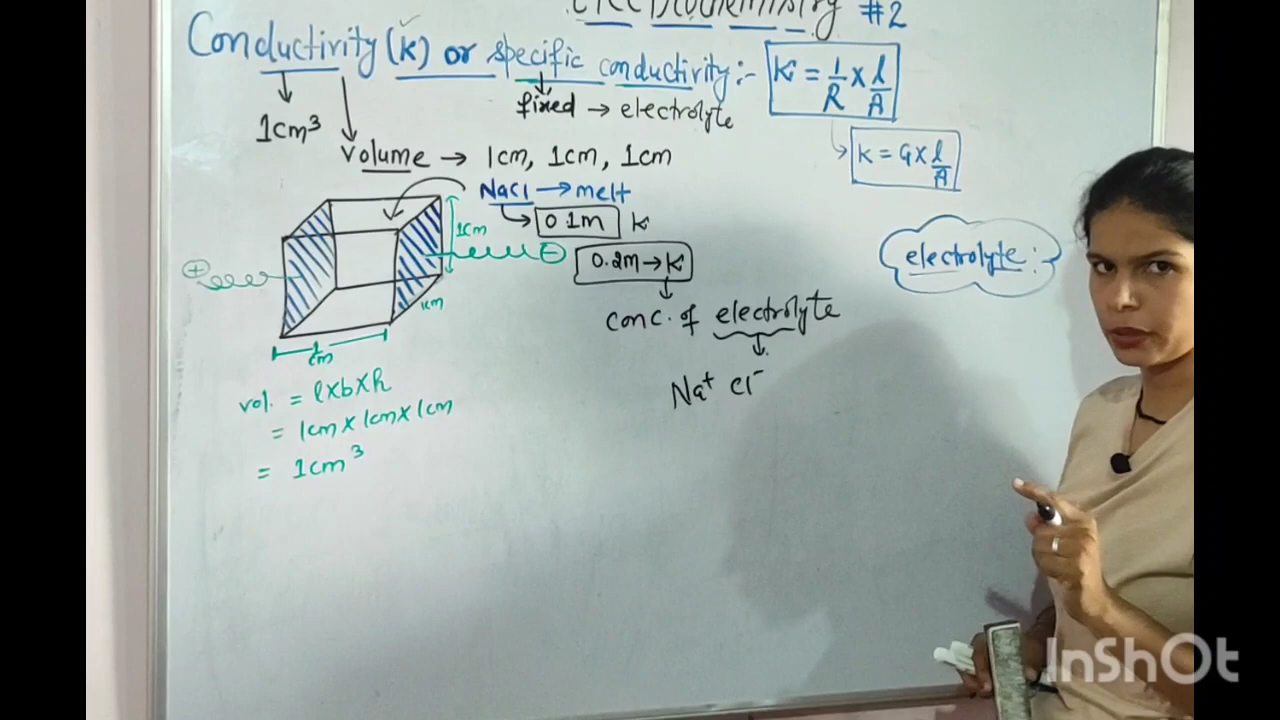 Electrochemistry #2
Conductivity (K) or specific conductivity :- K = 1/R × l/A
1cm³
fixed → electrolyte
K = G × l/A
Volume → 1cm, 1cm, 1cm
NaCl → melt
0.1m K
1cm
electrolyte :-
⊕
⊖
0.2m → K
1cm
1cm
conc. of electrolyte
Na⁺ Cl⁻
vol. = l×b×h
= 1cm × 1cm × 1cm
= 1cm³
InShOt